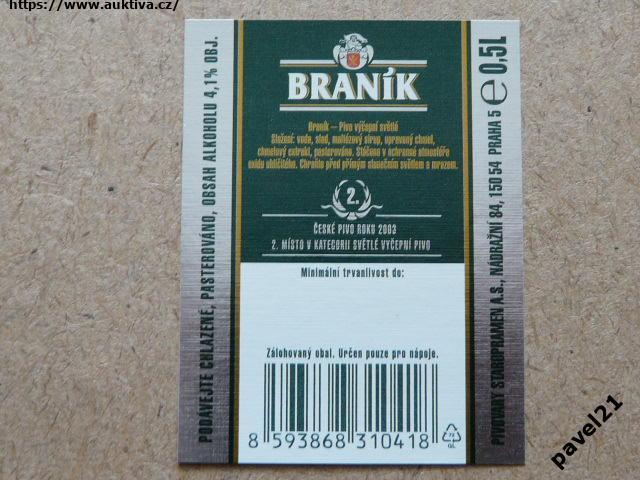 https://www.auktiva.cz/
BRANÍK
Braník – Pivo výčepní světlé
Složení: voda, slad, maltózový sirup, upravený chmel,
chmelový extrakt, pasterováno. Stáčeno v ochranné atmosféře
oxidu uhličitého. Chraňte před přímým slunečním světlem a mrazem.
2.
ČESKÉ PIVO ROKU 2003
2. MÍSTO V KATEGORII SVĚTLÉ VÝČEPNÍ PIVO
Minimální trvanlivost do:
Zálohovaný obal. Určen pouze pro nápoje.
8 593868 310418
PODÁVEJTE CHLAZENÉ, PASTEROVÁNO, OBSAH ALKOHOLU 4,1% OBJ.
PIVOVARY STAROPRAMEN A.S., NÁDRAŽNÍ 84, 150 54 PRAHA 5 ℮ 0,5L
pavel21